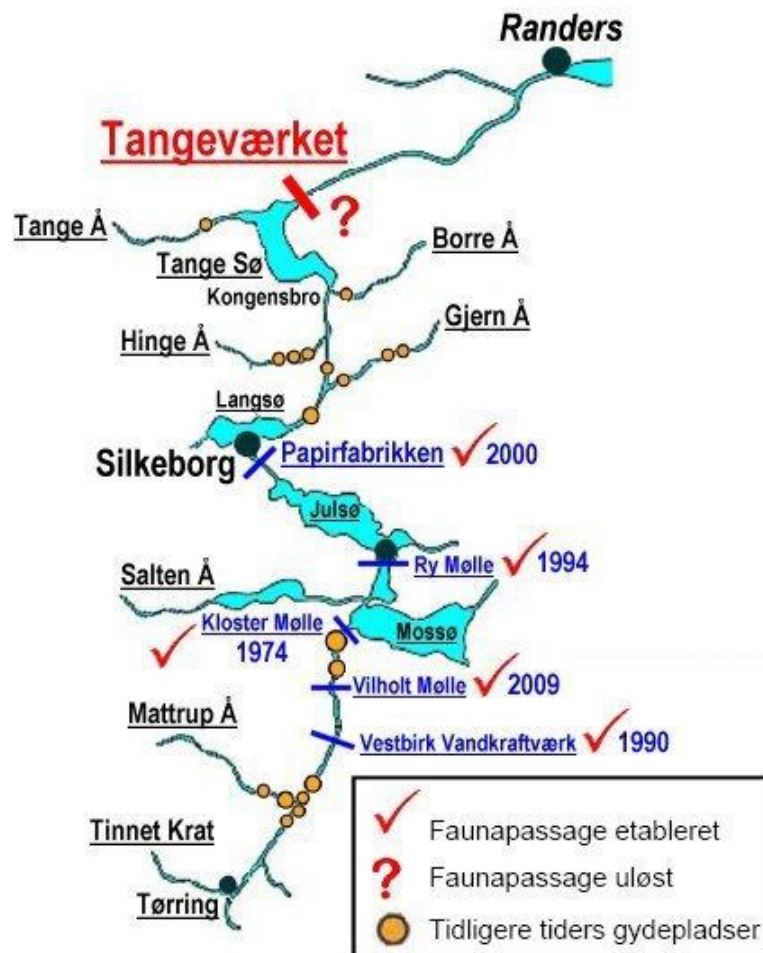 Randers
Tangeværket
?
Tange Å
Borre Å
Tange Sø
Kongensbro
Gjern Å
Hinge Å
Langsø
Silkeborg
Papirfabrikken
2000
Julsø
Ry Mølle
1994
Salten Å
Kloster Mølle
1974
Mossø
Vilholt Mølle
2009
Mattrup Å
Vestbirk Vandkraftværk
1990
Tinnet Krat
Tørring
Faunapassage etableret
? Faunapassage uløst
Tidligere tiders gydepladser